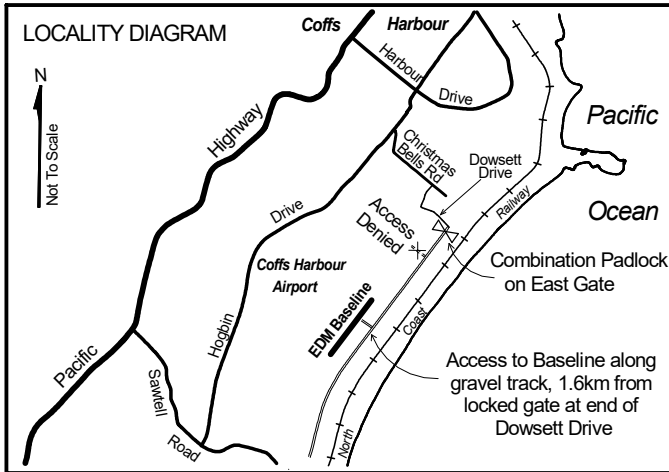 LOCALITY DIAGRAM
Coffs Harbour
N
Not To Scale
Harbour
Drive
Highway
Pacific
Ocean
Christmas
Bells Rd
Dowsett
Drive
Railway
Access
Denied
Drive
Combination Padlock
on East Gate
Coffs Harbour
Airport
EDM Baseline
Hogbin
Coast
Access to Baseline along
gravel track, 1.6km from
locked gate at end of
Dowsett Drive
Pacific
Sawtell
Road
North